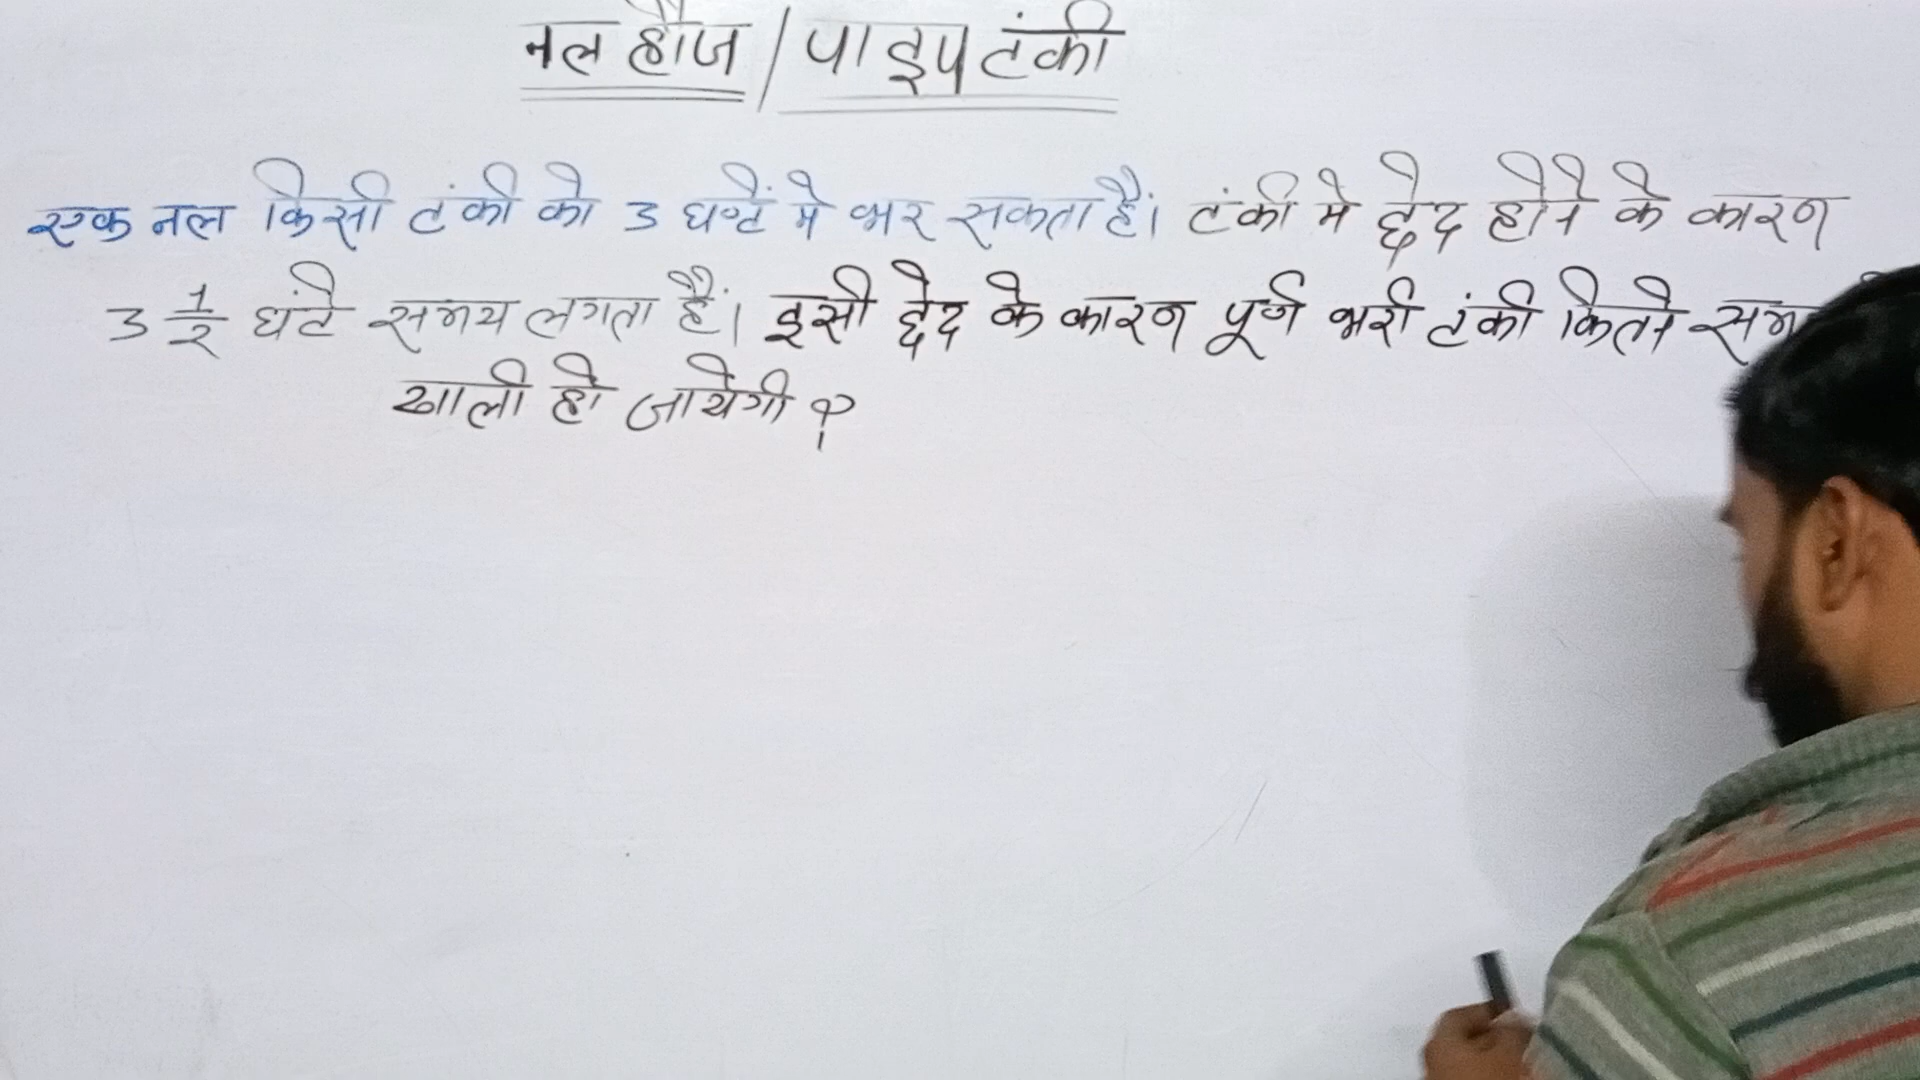 नल हौज / पाइप टंकी
एक नल किसी टंकी को 3 घण्टें मे भर सकता है। टंकी मे छेद होने के कारण
3 1/2 घंटे समय लगता है। इसी छेद के कारण पूर्ण भरी टंकी कितने
खाली हो जायेगी ?